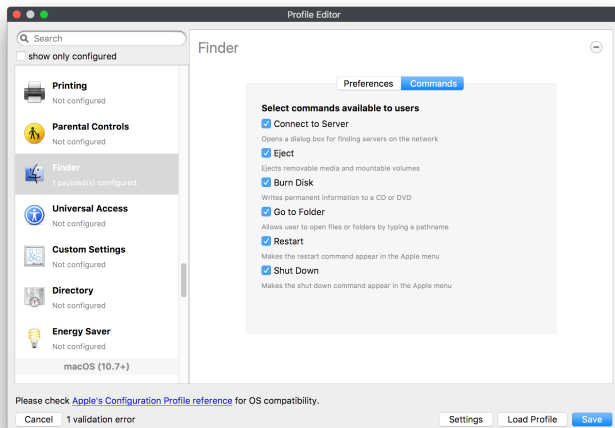 Profile Editor
Search
show only configured
Printing
Not configured
Parental Controls
Not configured
Finder
1 payload(s) configured.
Universal Access
Not configured
Custom Settings
Not configured
Directory
Not configured
Energy Saver
Not configured
macOS (10.7+)
Finder
Preferences Commands
Select commands available to users
Connect to Server
Opens a dialog box for finding servers on the network
Eject
Ejects removable media and mountable volumes
Burn Disk
Writes permanent information to a CD or DVD
Go to Folder
Allows user to open files or folders by typing a pathname
Restart
Makes the restart command appear in the Apple menu
Shut Down
Makes the shut down command appear in the Apple menu
Please check Apple's Configuration Profile reference for OS compatibility.
Cancel 1 validation error Settings Load Profile Save